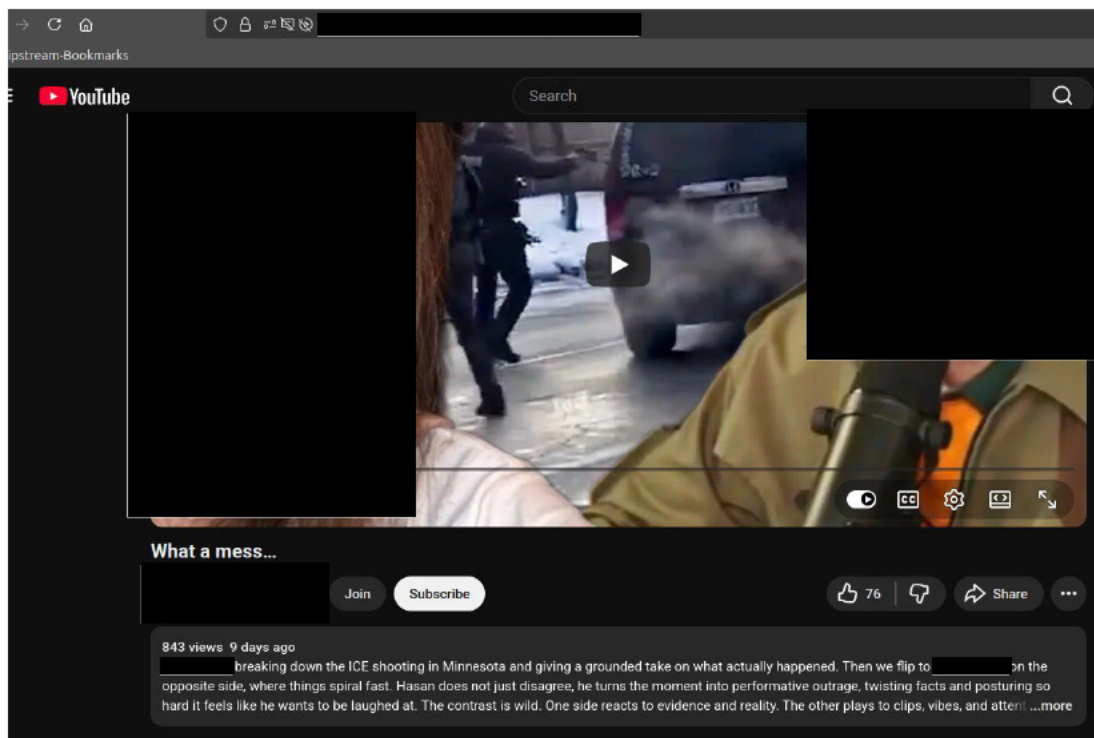 ipstream-Bookmarks
YouTube
Search
What a mess...
Join
Subscribe
76
Share
843 views 9 days ago
breaking down the ICE shooting in Minnesota and giving a grounded take on what actually happened. Then we flip to on the
opposite side, where things spiral fast. Hasan does not just disagree, he turns the moment into performative outrage, twisting facts and posturing so
hard it feels like he wants to be laughed at. The contrast is wild. One side reacts to evidence and reality. The other plays to clips, vibes, and attent ...more